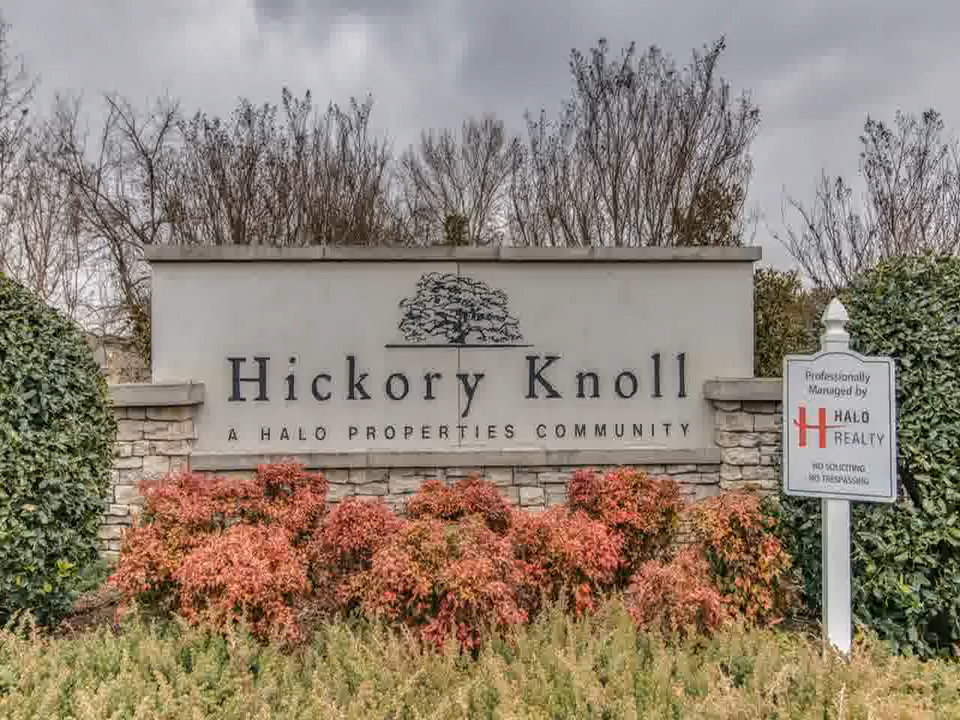 Hickory Knoll
A HALO PROPERTIES COMMUNITY
Professionally
Managed by
H HALO
REALTY
NO SOLICITING
NO TRESPASSING